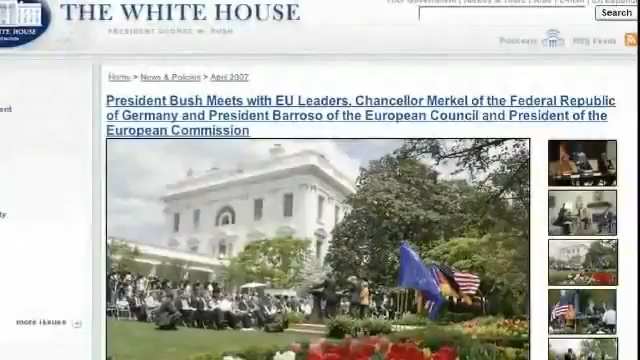 THE WHITE HOUSE
Search
PRESIDENT GEORGE W. BUSH
Podcasts
RSS Feeds
Home > News & Policies > April 2007
President Bush Meets with EU Leaders, Chancellor Merkel of the Federal Republic
of Germany and President Barroso of the European Council and President of the
European Commission
more issues